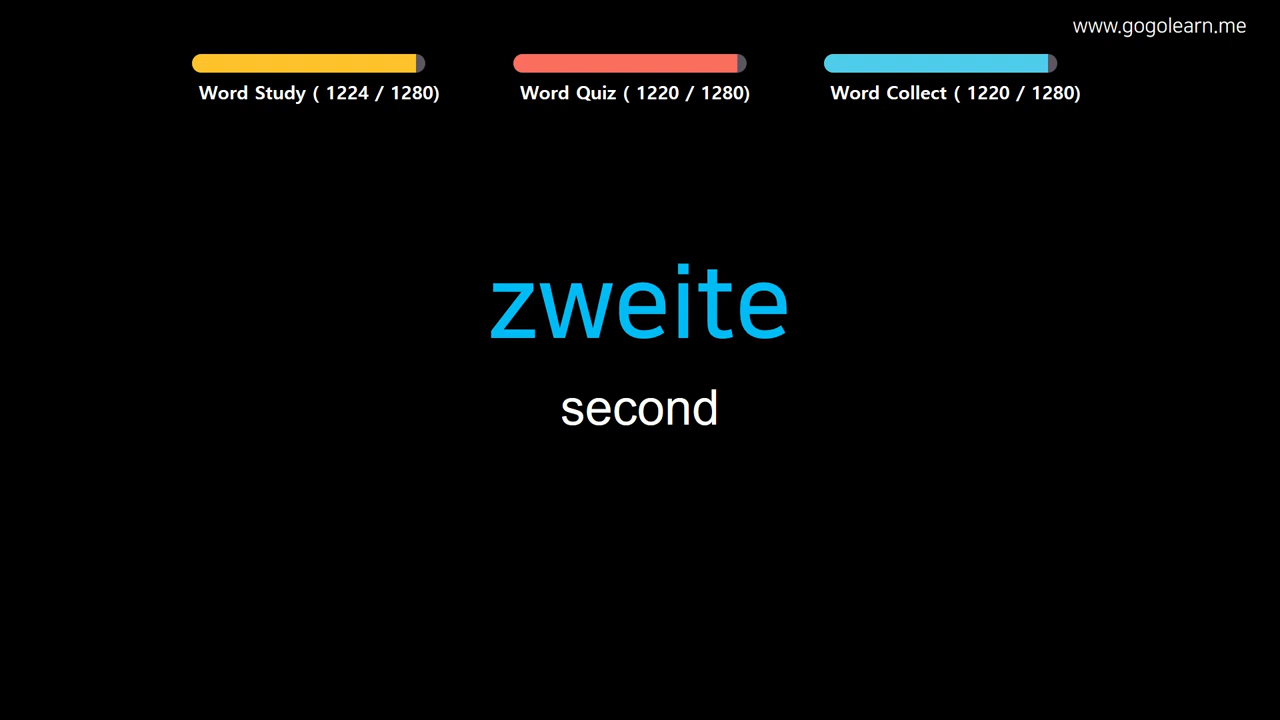 www.gogolearn.me
Word Study ( 1224 / 1280)
Word Quiz ( 1220 / 1280)
Word Collect ( 1220 / 1280)
zweite
second